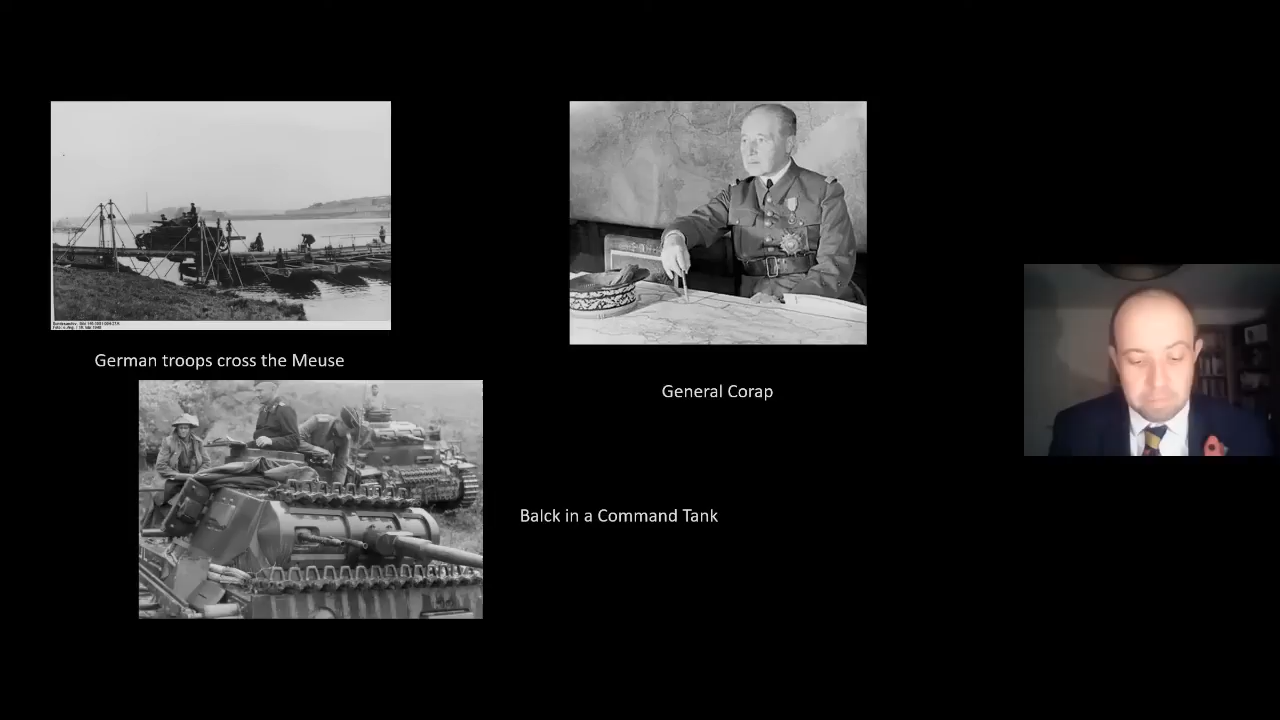 German troops cross the Meuse
General Corap
Balck in a Command Tank